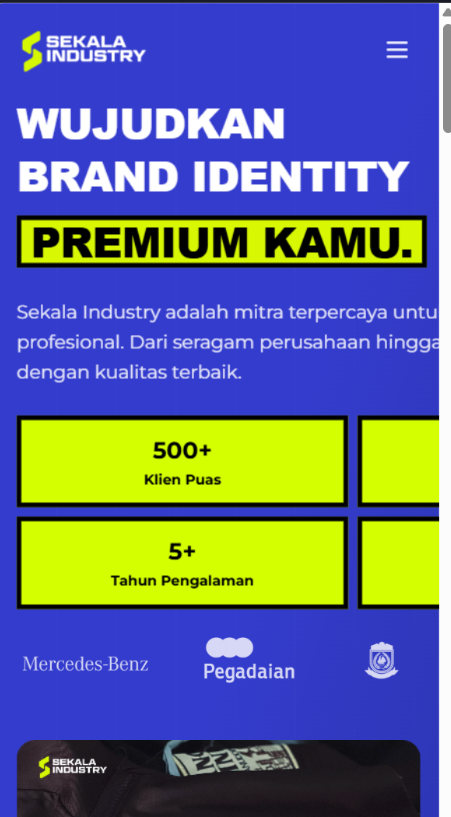 SEKALA
INDUSTRY
WUJUDKAN
BRAND IDENTITY
PREMIUM KAMU.
Sekala Industry adalah mitra terpercaya untu
profesional. Dari seragam perusahaan hingga
dengan kualitas terbaik.
500+
Klien Puas
5+
Tahun Pengalaman
Mercedes-Benz
Pegadaian
SEKALA
INDUSTRY